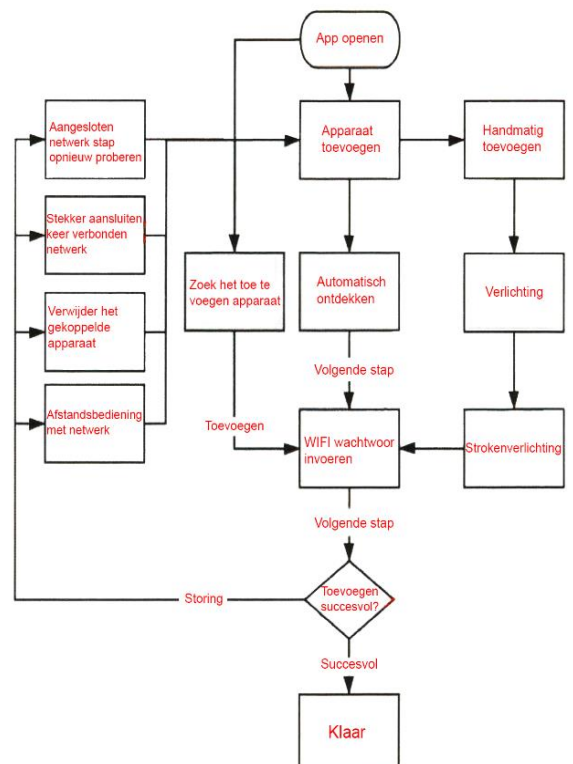 App openen
Aangesloten
netwerk stap
opnieuw proberen
Apparaat
toevoegen
Handmatig
toevoegen
Stekker aansluiten
keer verbonden
netwerk
Zoek het toe te
voegen apparaat
Automatisch
ontdekken
Verlichting
Verwijder het
gekoppelde
apparaat
Volgende stap
Afstandsbediening
met netwerk
Toevoegen
WIFI wachtwoor
invoeren
Strokenverlichting
Volgende stap
Toevoegen
succesvol?
Storing
Succesvol
Klaar